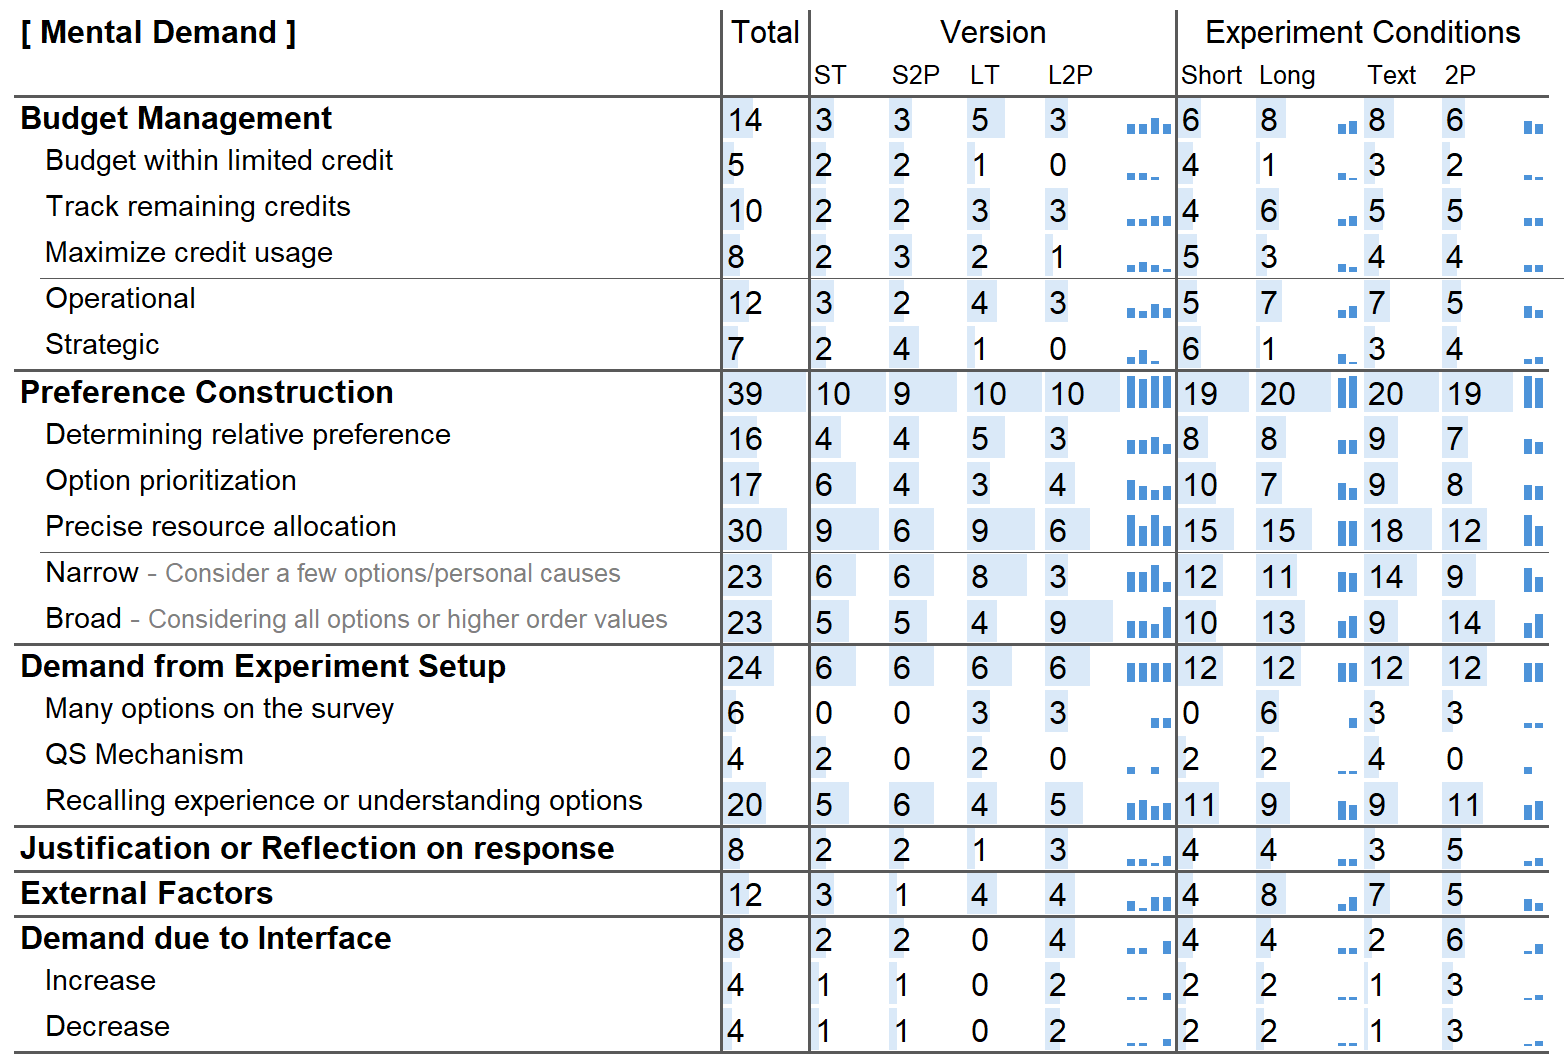 [ Mental Demand ] Total Version Experiment Conditions
ST S2P LT L2P Short Long Text 2P
Budget Management 14 3 3 5 3 6 8 8 6
Budget within limited credit 5 2 2 1 0 4 1 3 2
Track remaining credits 10 2 2 3 3 4 6 5 5
Maximize credit usage 8 2 3 2 1 5 3 4 4
Operational 12 3 2 4 3 5 7 7 5
Strategic 7 2 4 1 0 6 1 3 4
Preference Construction 39 10 9 10 10 19 20 20 19
Determining relative preference 16 4 4 5 3 8 8 9 7
Option prioritization 17 6 4 3 4 10 7 9 8
Precise resource allocation 30 9 6 9 6 15 15 18 12
Narrow - Consider a few options/personal causes 23 6 6 8 3 12 11 14 9
Broad - Considering all options or higher order values 23 5 5 4 9 10 13 9 14
Demand from Experiment Setup 24 6 6 6 6 12 12 12 12
Many options on the survey 6 0 0 3 3 0 6 3 3
QS Mechanism 4 2 0 2 0 2 2 4 0
Recalling experience or understanding options 20 5 6 4 5 11 9 9 11
Justification or Reflection on response 8 2 2 1 3 4 4 3 5
External Factors 12 3 1 4 4 4 8 7 5
Demand due to Interface 8 2 2 0 4 4 4 2 6
Increase 4 1 1 0 2 2 2 1 3
Decrease 4 1 1 0 2 2 2 1 3